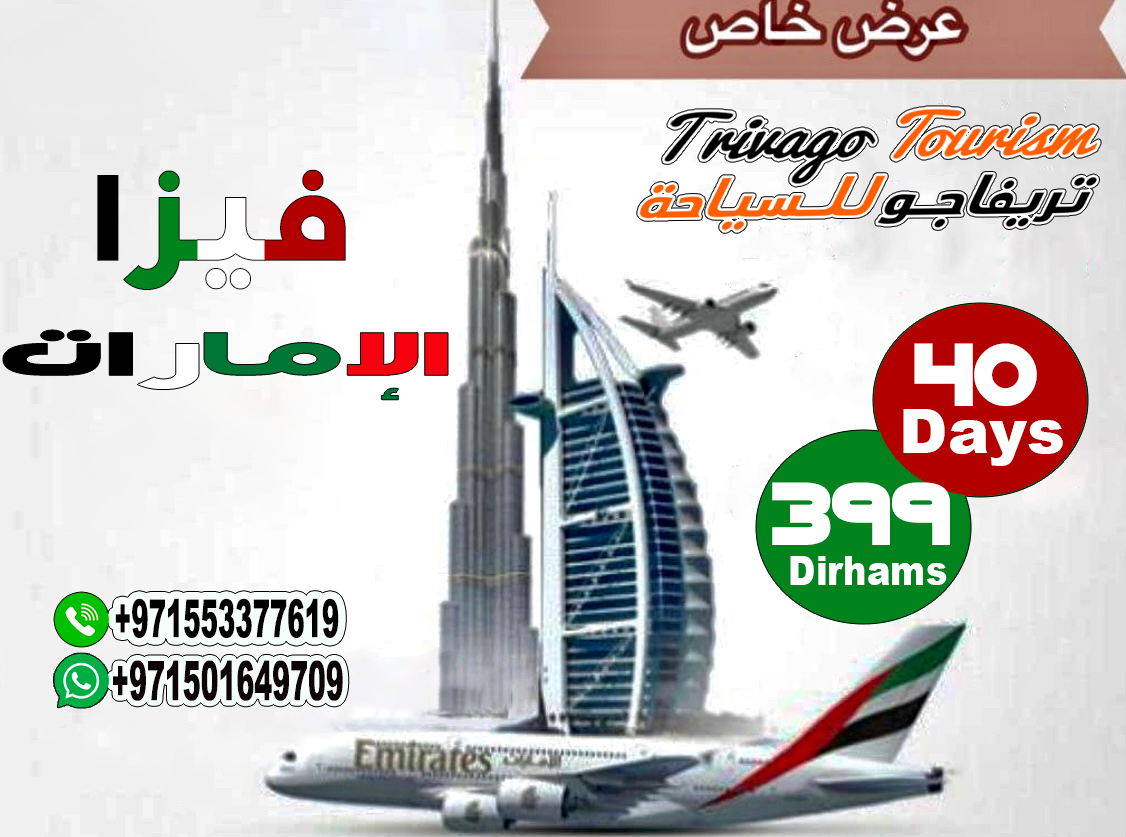 عرض خاص
Trivago Tourism
تريفاجو للسياحة
فيزا
الإمارات
40
Days
399
Dirhams
+971553377619
+971501649709
Emirates